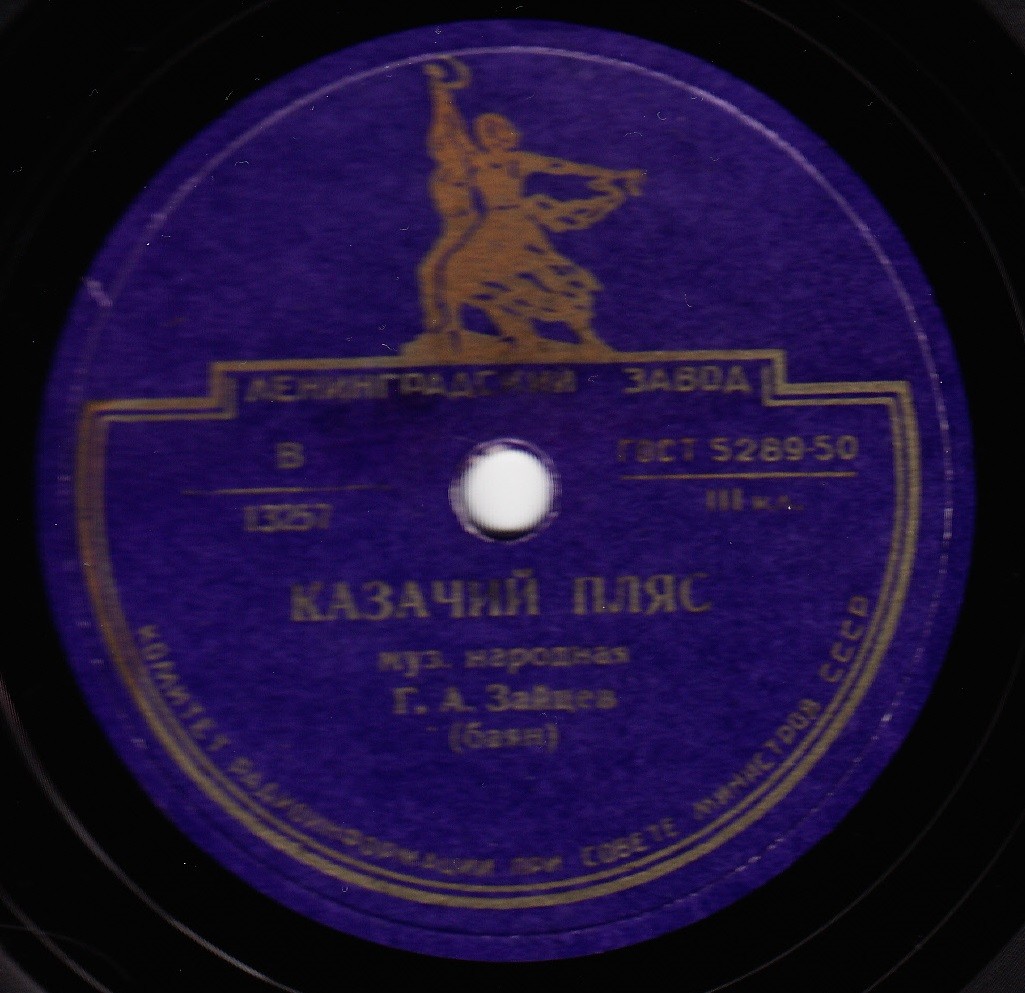 ЛЕНИНГРАДСКИЙ ЗАВОД
В
13257
ГОСТ 5289-50
III кл.
КАЗАЧИЙ ПЛЯС
муз. народная
Г. А. Зайцев
(баян)
КОМИТЕТ РАДИОИНФОРМАЦИИ ПРИ СОВЕТЕ МИНИСТРОВ СССР